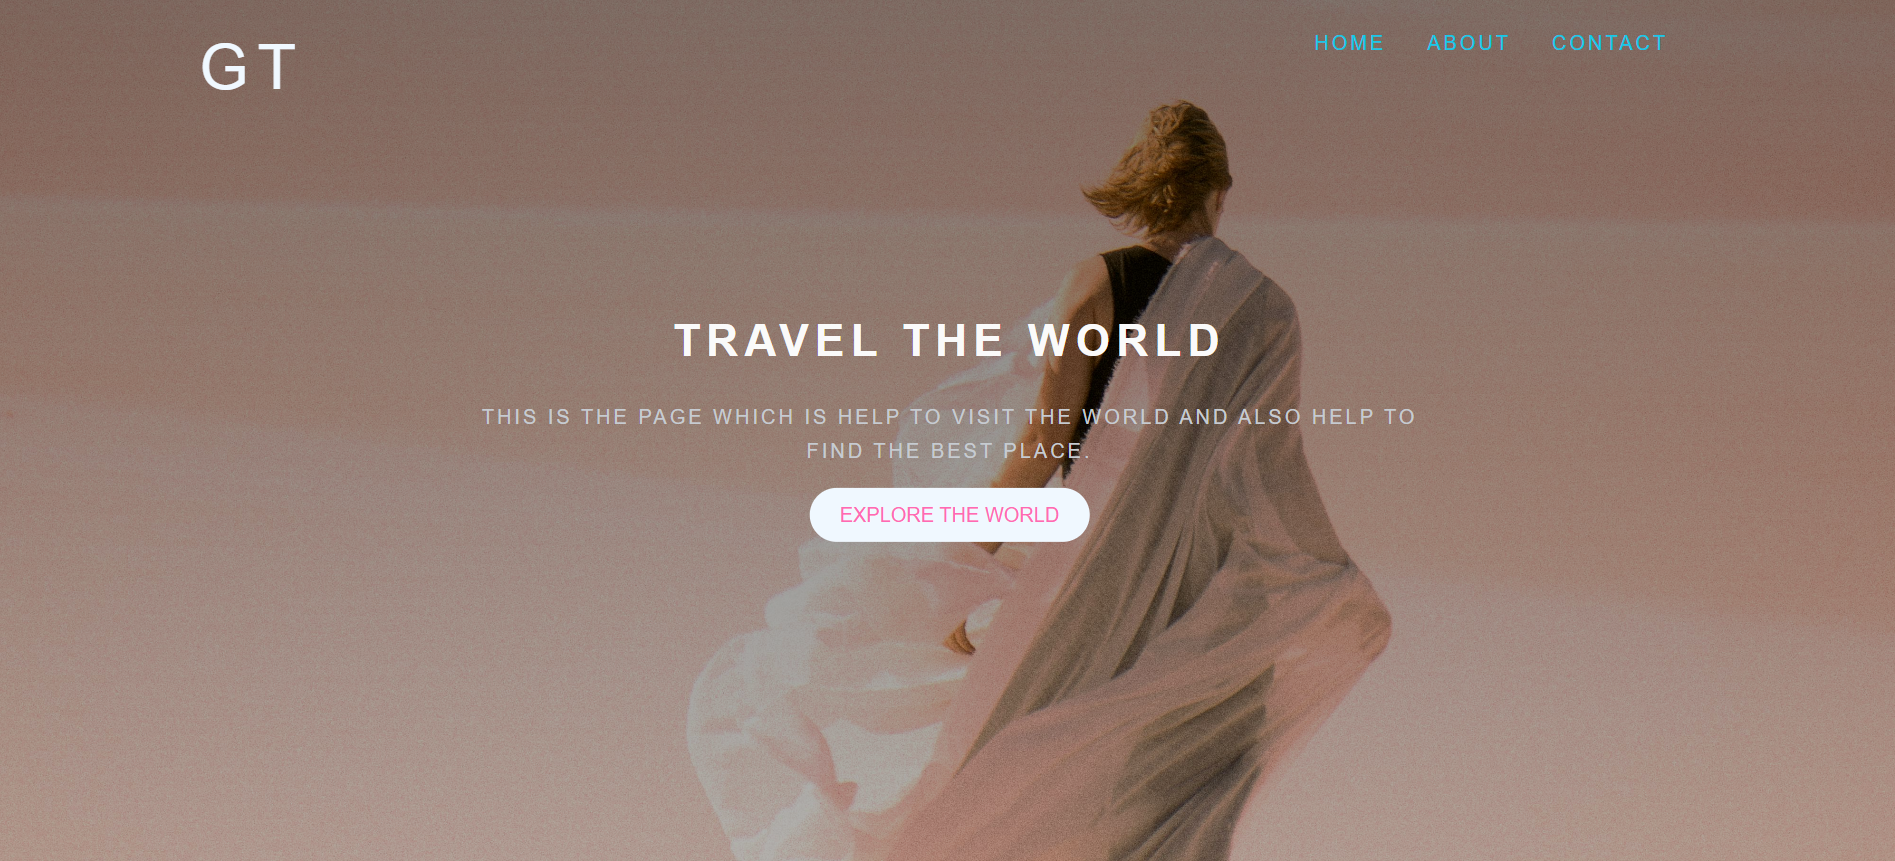 GT
HOME ABOUT CONTACT
TRAVEL THE WORLD
THIS IS THE PAGE WHICH IS HELP TO VISIT THE WORLD AND ALSO HELP TO
FIND THE BEST PLACE.
EXPLORE THE WORLD